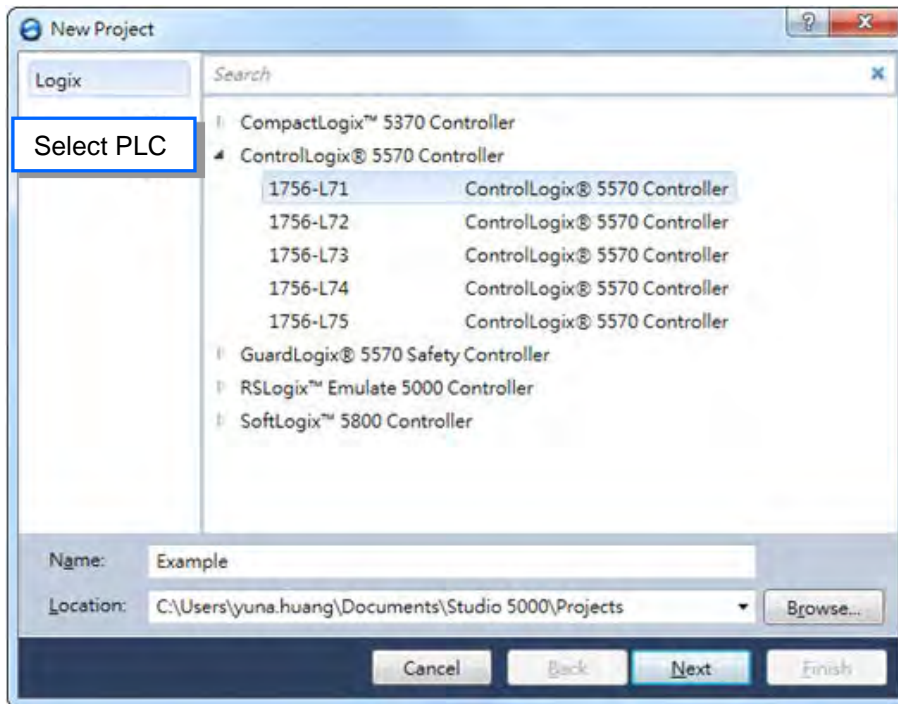 New Project
Logix
Search
Select PLC
CompactLogix™ 5370 Controller
ControlLogix® 5570 Controller
1756-L71 ControlLogix® 5570 Controller
1756-L72 ControlLogix® 5570 Controller
1756-L73 ControlLogix® 5570 Controller
1756-L74 ControlLogix® 5570 Controller
1756-L75 ControlLogix® 5570 Controller
GuardLogix® 5570 Safety Controller
RSLogix™ Emulate 5000 Controller
SoftLogix™ 5800 Controller
Name: Example
Location: C:\Users\yuna.huang\Documents\Studio 5000\Projects Browse...
Cancel Back Next Finish